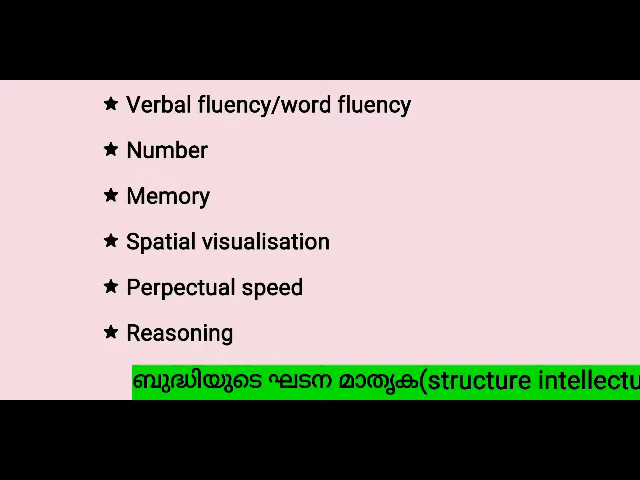 ★ Verbal fluency/word fluency
★ Number
★ Memory
★ Spatial visualisation
★ Perpectual speed
★ Reasoning
ബുദ്ധിയുടെ ഘടന മാതൃക(structure